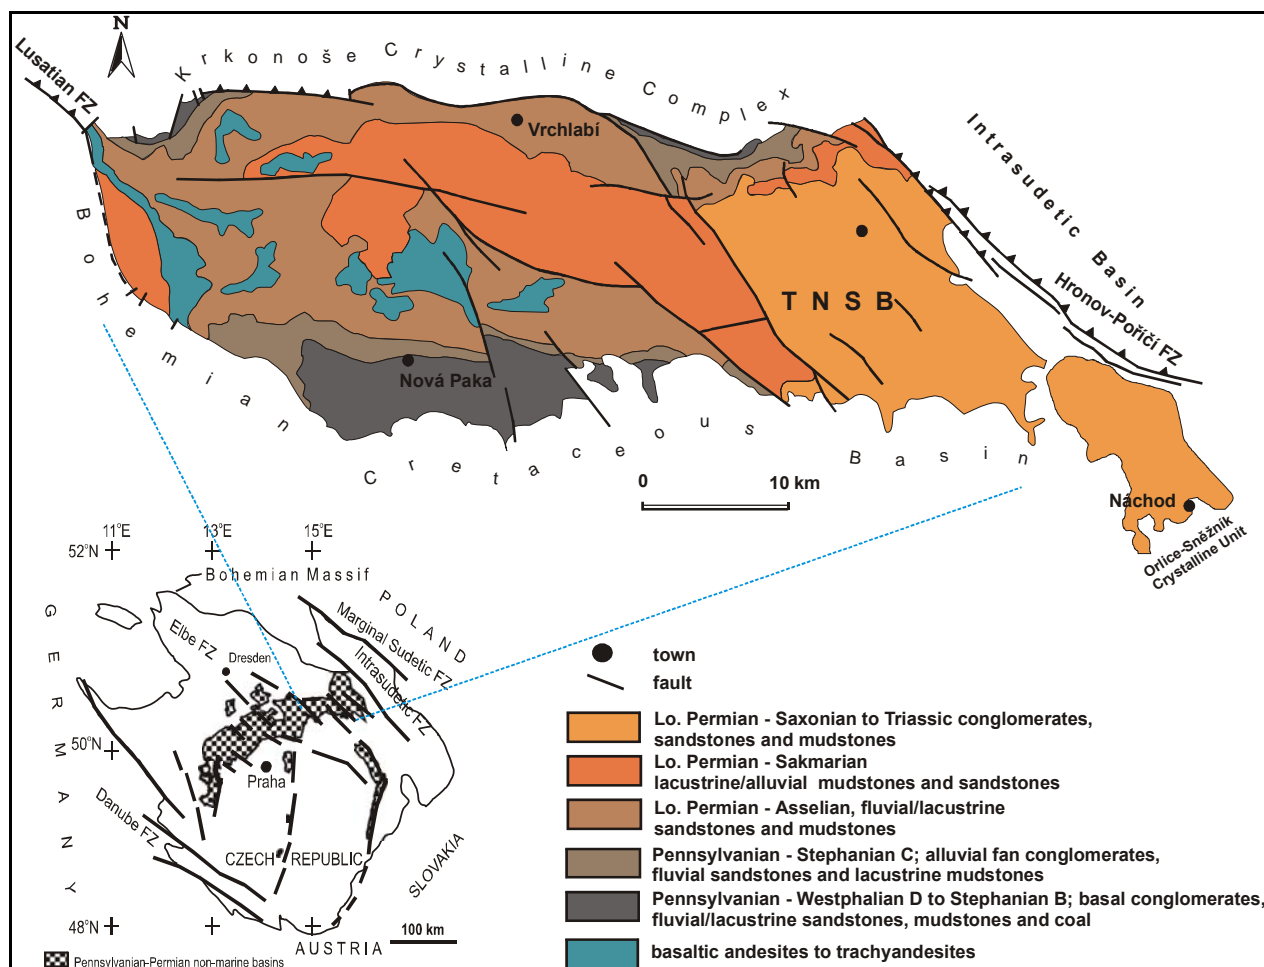 N
Lusatian FZ
Krkonoše Crystalline Complex
Vrchlabí
Intrasudetic Basin
Hronov-Poříčí FZ
TNSB
Nová Paka
Bohemian Cretaceous Basin
0 10 km
Náchod
Orlice-Sněžník
Crystalline Unit
11°E 13°E 15°E
52°N
Bohemian Massif
POLAND
GERMANY
Marginal Sudetic FZ
Intrasudetic FZ
Elbe FZ
Dresden
50°N
Praha
Danube FZ
CZECH REPUBLIC
SLOVAKIA
48°N
AUSTRIA
100 km
Pennsylvanian-Permian non-marine basins
town
fault
Lo. Permian - Saxonian to Triassic conglomerates,
sandstones and mudstones
Lo. Permian - Sakmarian
lacustrine/alluvial mudstones and sandstones
Lo. Permian - Asselian, fluvial/lacustrine
sandstones and mudstones
Pennsylvanian - Stephanian C; alluvial fan conglomerates,
fluvial sandstones and lacustrine mudstones
Pennsylvanian - Westphalian D to Stephanian B; basal conglomerates,
fluvial/lacustrine sandstones, mudstones and coal
basaltic andesites to trachyandesites